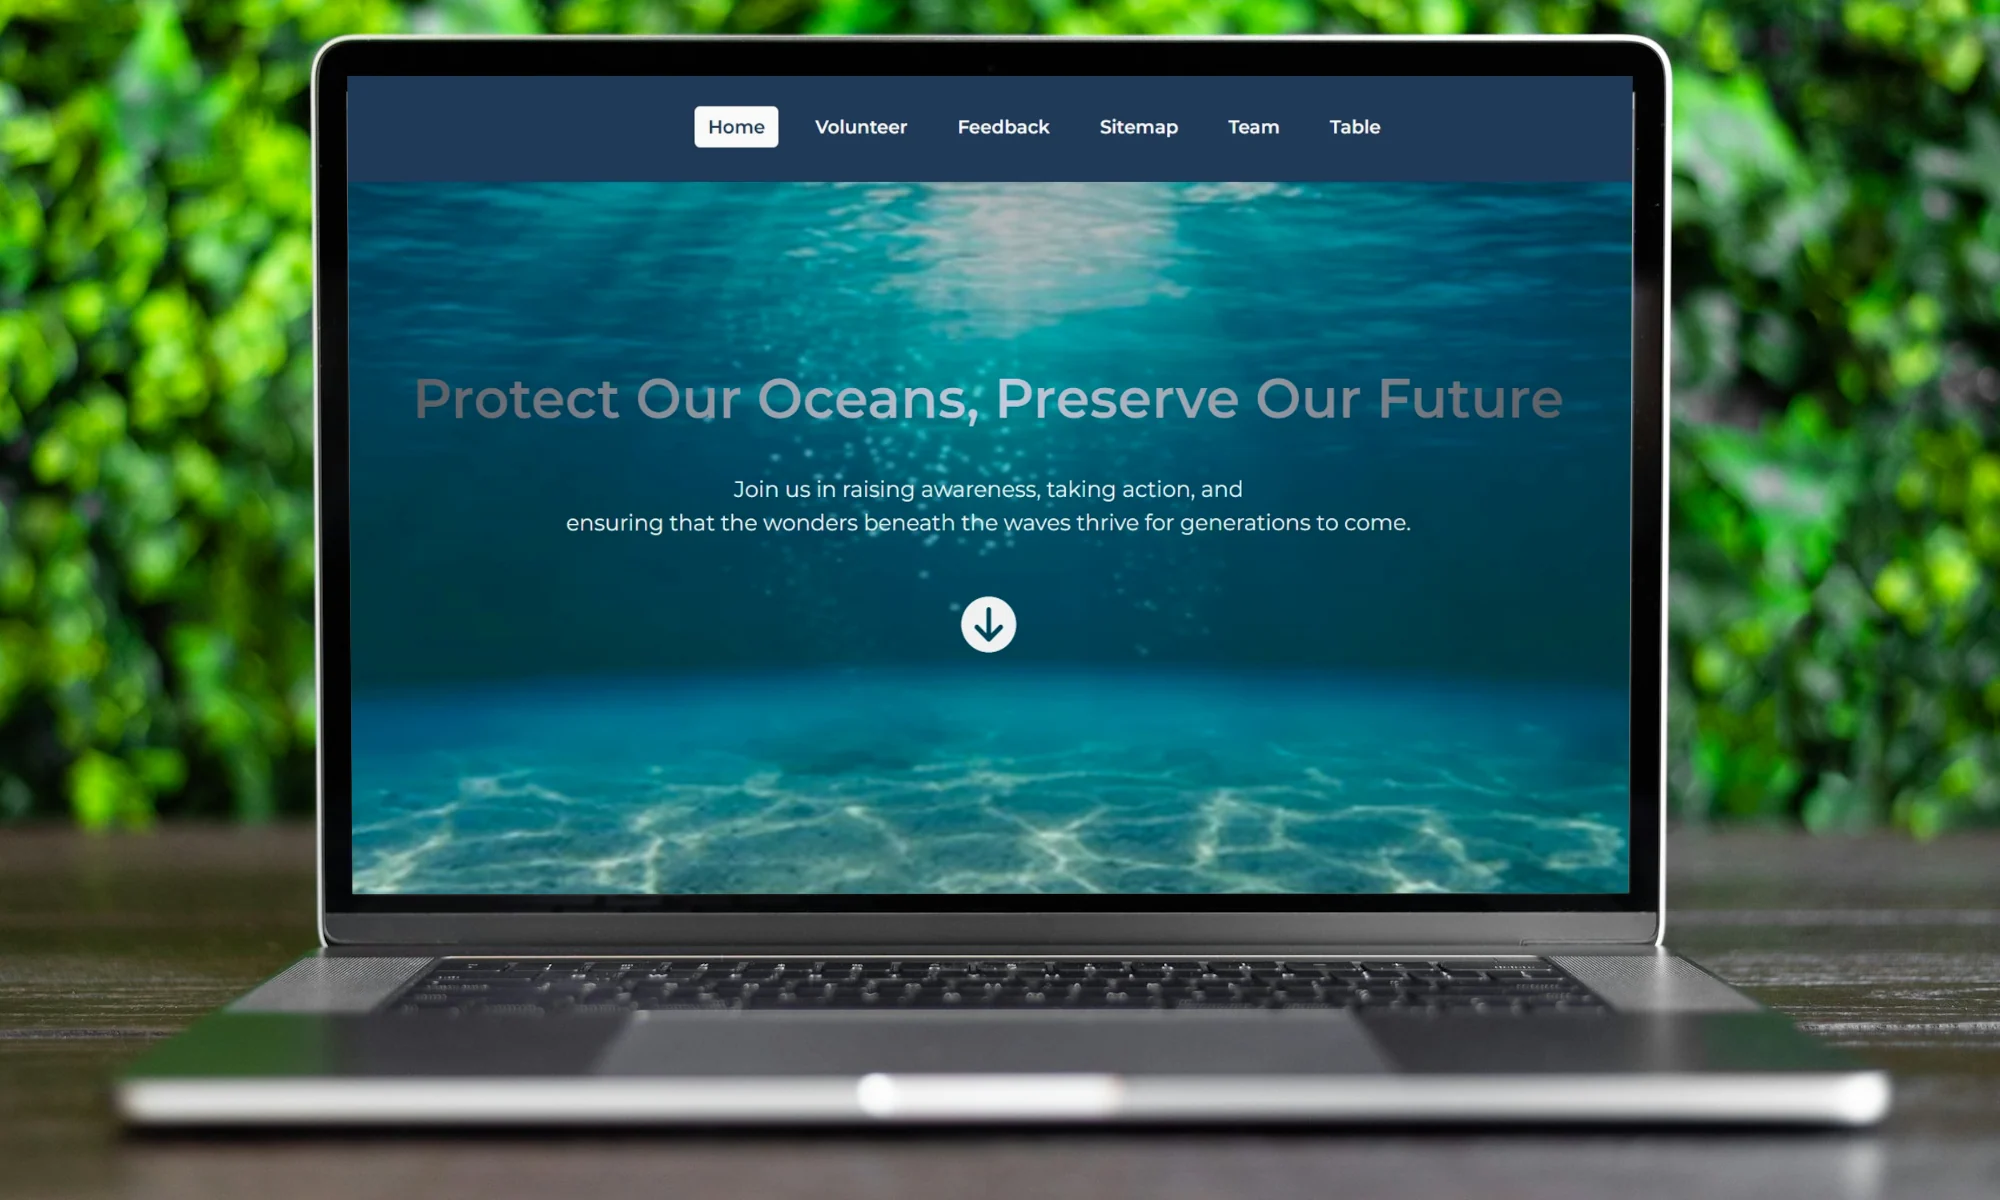 Home Volunteer Feedback Sitemap Team Table
Protect Our Oceans, Preserve Our Future
Join us in raising awareness, taking action, and
ensuring that the wonders beneath the waves thrive for generations to come.